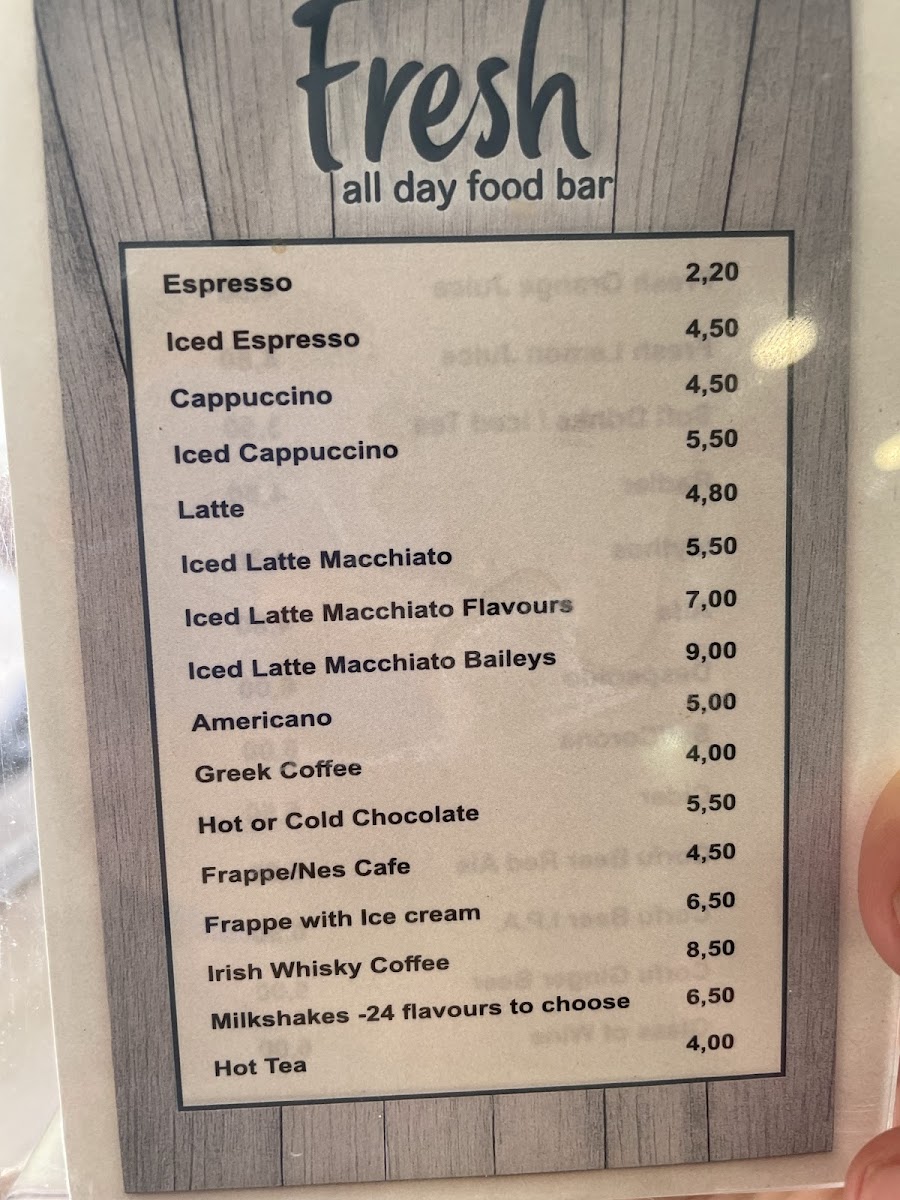 Fresh
all day food bar
Espresso 2,20
Iced Espresso 4,50
Cappuccino 4,50
Iced Cappuccino 5,50
Latte 4,80
Iced Latte Macchiato 5,50
Iced Latte Macchiato Flavours 7,00
Iced Latte Macchiato Baileys 9,00
Americano 5,00
Greek Coffee 4,00
Hot or Cold Chocolate 5,50
Frappe/Nes Cafe 4,50
Frappe with Ice cream 6,50
Irish Whisky Coffee 8,50
Milkshakes -24 flavours to choose 6,50
Hot Tea 4,00